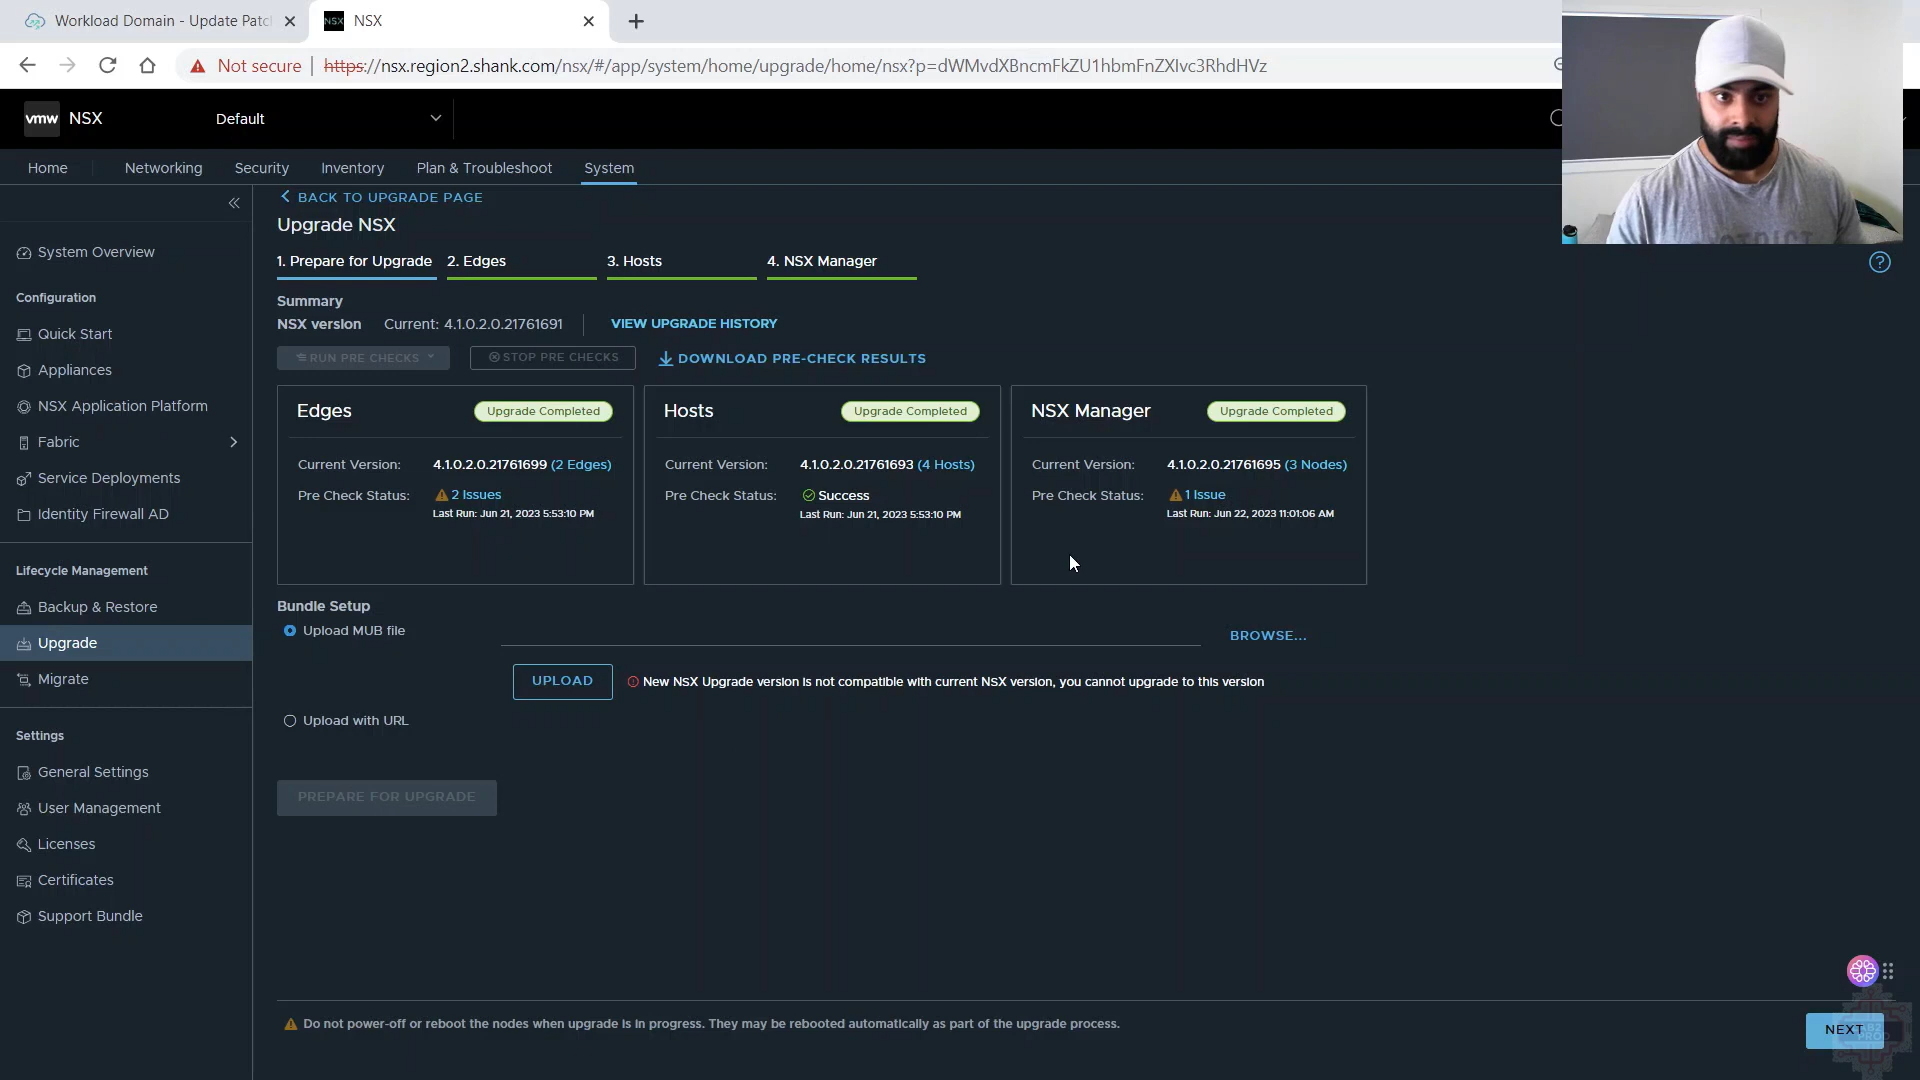 Workload Domain - Update Patc
NSX
NSX
Not secure
https://nsx.region2.shank.com/nsx/#/app/system/home/upgrade/home/nsx?p=dWMvdXBncmFkZU1hbmFnZXIvc3RhdHVz
vmw NSX
Default
Home
Networking
Security
Inventory
Plan & Troubleshoot
System
System Overview
Configuration
Quick Start
Appliances
NSX Application Platform
Fabric
Service Deployments
Identity Firewall AD
Lifecycle Management
Backup & Restore
Upgrade
Migrate
Settings
General Settings
User Management
Licenses
Certificates
Support Bundle
BACK TO UPGRADE PAGE
Upgrade NSX
1. Prepare for Upgrade
2. Edges
3. Hosts
4. NSX Manager
Summary
NSX version Current: 4.1.0.2.0.21761691
VIEW UPGRADE HISTORY
RUN PRE CHECKS
STOP PRE CHECKS
DOWNLOAD PRE-CHECK RESULTS
Edges
Upgrade Completed
Current Version: 4.1.0.2.0.21761699 (2 Edges)
Pre Check Status: 2 Issues
Last Run: Jun 21, 2023 5:53:10 PM
Hosts
Upgrade Completed
Current Version: 4.1.0.2.0.21761693 (4 Hosts)
Pre Check Status: Success
Last Run: Jun 21, 2023 5:53:10 PM
NSX Manager
Upgrade Completed
Current Version: 4.1.0.2.0.21761695 (3 Nodes)
Pre Check Status: 1 Issue
Last Run: Jun 22, 2023 11:01:06 AM
Bundle Setup
Upload MUB file
BROWSE...
UPLOAD
New NSX Upgrade version is not compatible with current NSX version, you cannot upgrade to this version
Upload with URL
PREPARE FOR UPGRADE
Do not power-off or reboot the nodes when upgrade is in progress. They may be rebooted automatically as part of the upgrade process.
NEXT